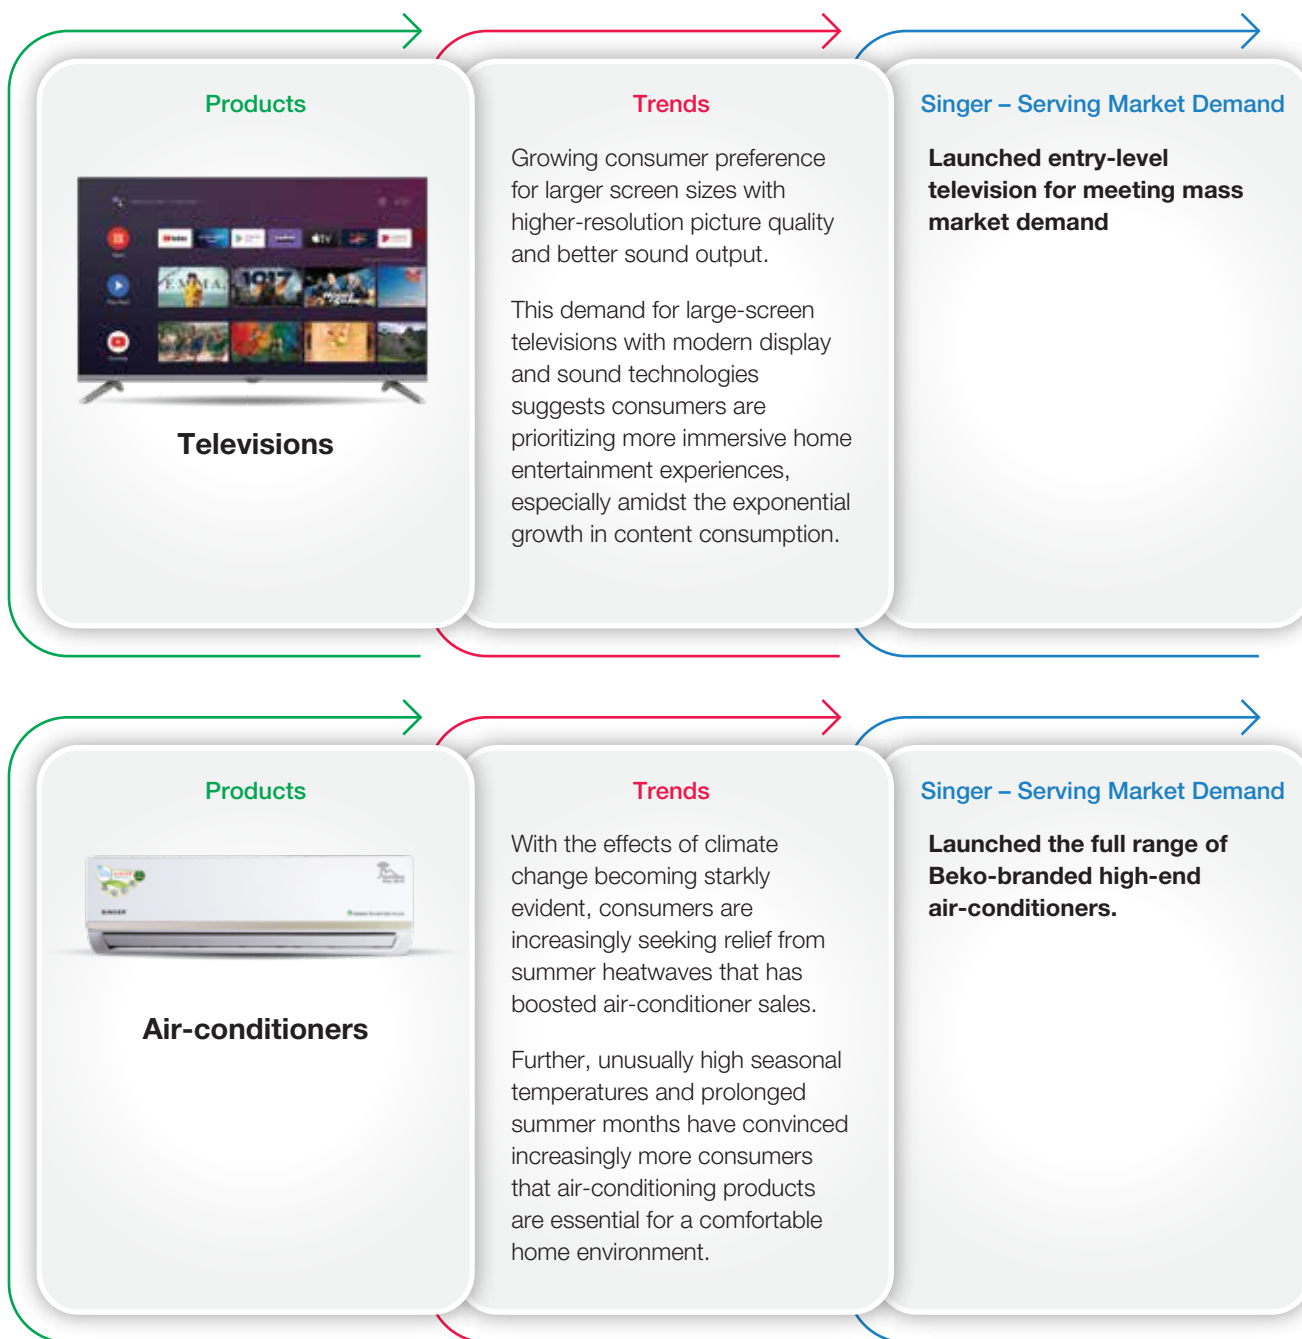 Products
EMMA.
1917
tv
Televisions
Trends
Growing consumer preference
for larger screen sizes with
higher-resolution picture quality
and better sound output.
This demand for large-screen
televisions with modern display
and sound technologies
suggests consumers are
prioritizing more immersive home
entertainment experiences,
especially amidst the exponential
growth in content consumption.
Singer – Serving Market Demand
Launched entry-level
television for meeting mass
market demand
Products
SINGER
Air-conditioners
Trends
With the effects of climate
change becoming starkly
evident, consumers are
increasingly seeking relief from
summer heatwaves that has
boosted air-conditioner sales.
Further, unusually high seasonal
temperatures and prolonged
summer months have convinced
increasingly more consumers
that air-conditioning products
are essential for a comfortable
home environment.
Singer – Serving Market Demand
Launched the full range of
Beko-branded high-end
air-conditioners.